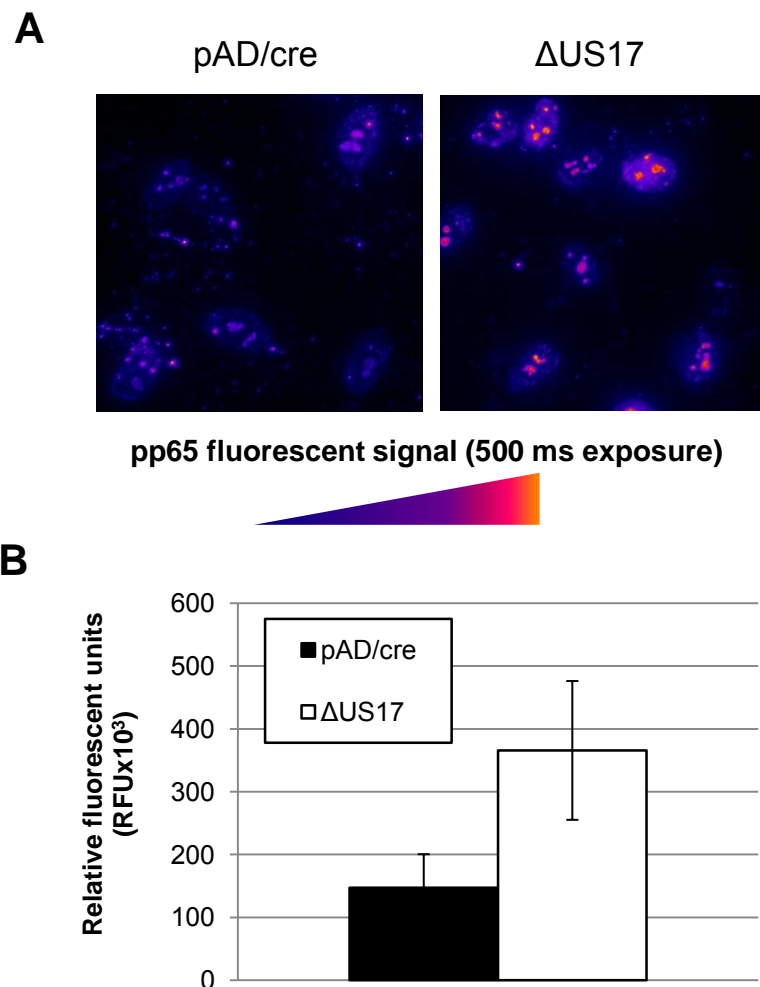 A
pAD/cre
ΔUS17
pp65 fluorescent signal (500 ms exposure)
B
Relative fluorescent units
(RFUx10³)
600
500
400
300
200
100
0
pAD/cre
ΔUS17